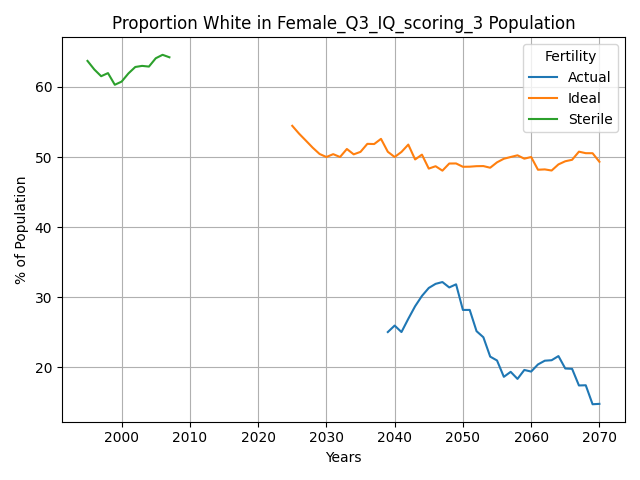 Proportion White in Female_Q3_IQ_scoring_3 Population
Fertility
Actual
Ideal
Sterile
% of Population
60
50
40
30
20
2000
2010
2020
2030
2040
2050
2060
2070
Years